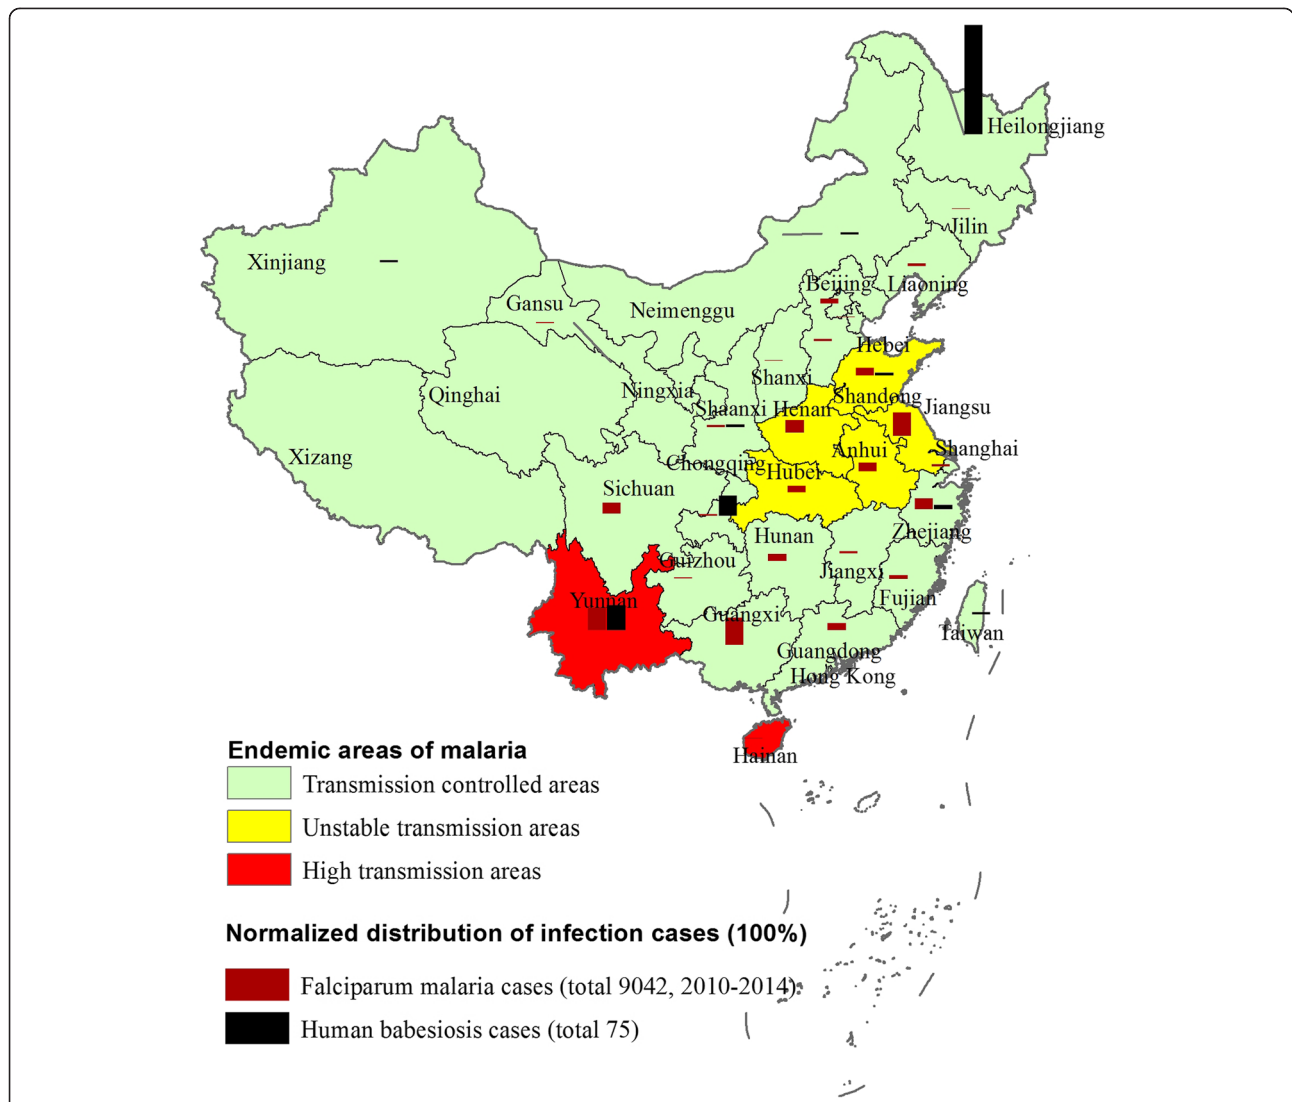 Heilongjiang
Jilin
Xinjiang
Beijing
Liaoning
Gansu
Neimenggu
Hebei
Shanxi
Qinghai
Ningxia
Shandong
Shaanxi
Henan
Jiangsu
Xizang
Chongqing
Anhui
Shanghai
Hubei
Sichuan
Zhejiang
Hunan
Guizhou
Jiangxi
Yunnan
Fujian
Guangxi
Taiwan
Guangdong
Hong Kong
Hainan
Endemic areas of malaria
Transmission controlled areas
Unstable transmission areas
High transmission areas
Normalized distribution of infection cases (100%)
Falciparum malaria cases (total 9042, 2010-2014)
Human babesiosis cases (total 75)